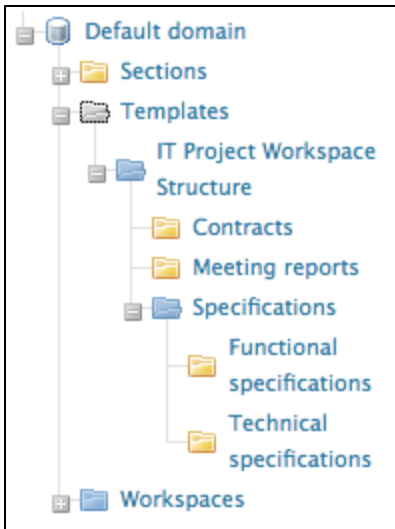 Default domain
Sections
Templates
IT Project Workspace
Structure
Contracts
Meeting reports
Specifications
Functional
specifications
Technical
specifications
Workspaces